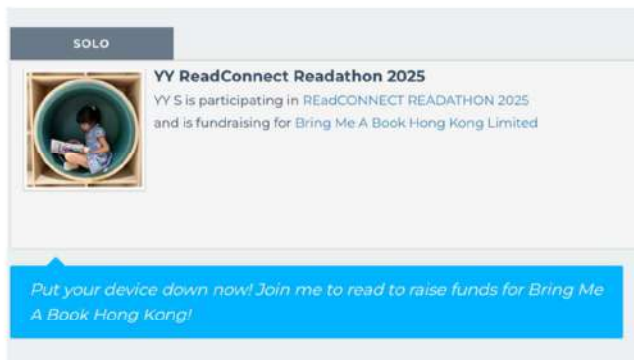 SOLO
YY ReadConnect Readathon 2025
YY S is participating in REadCONNECT READATHON 2025
and is fundraising for Bring Me A Book Hong Kong Limited
Put your device down now! Join me to read to raise funds for Bring Me
A Book Hong Kong!